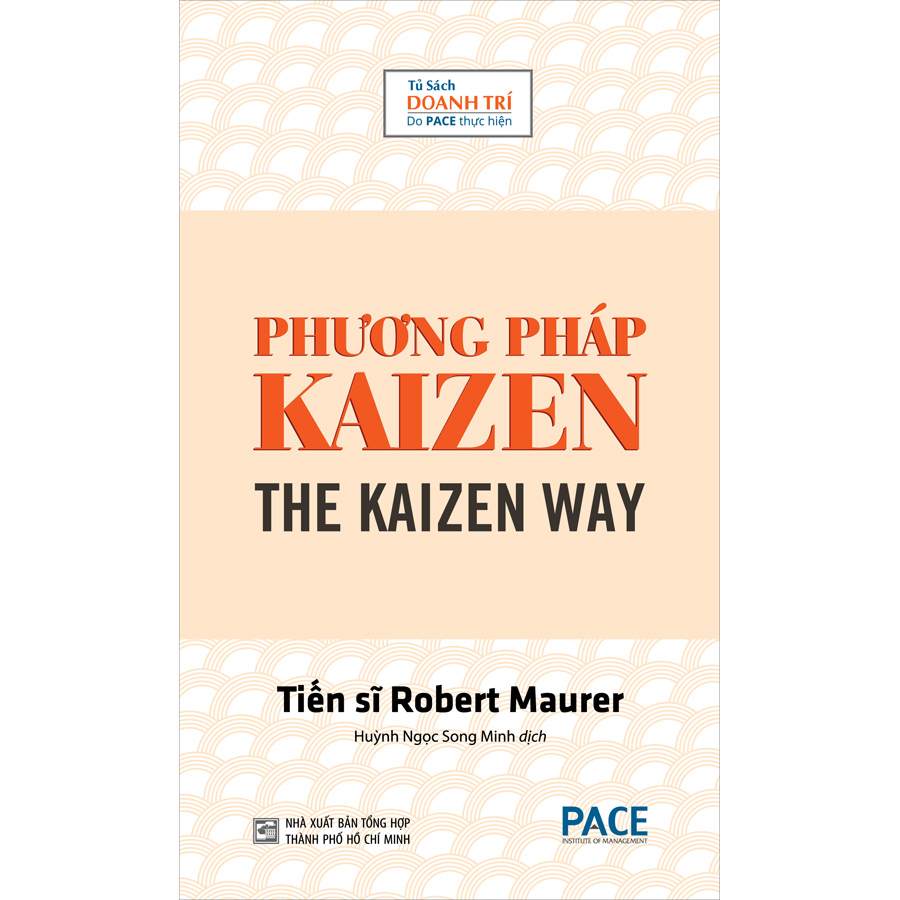 Tủ Sách
DOANH TRÍ
Do PACE thực hiện
PHƯƠNG PHÁP
KAIZEN
THE KAIZEN WAY
Tiến sĩ Robert Maurer
Huỳnh Ngọc Song Minh dịch
NHÀ XUẤT BẢN TỔNG HỢP
THÀNH PHỐ HỒ CHÍ MINH
PACE
INSTITUTE OF MANAGEMENT